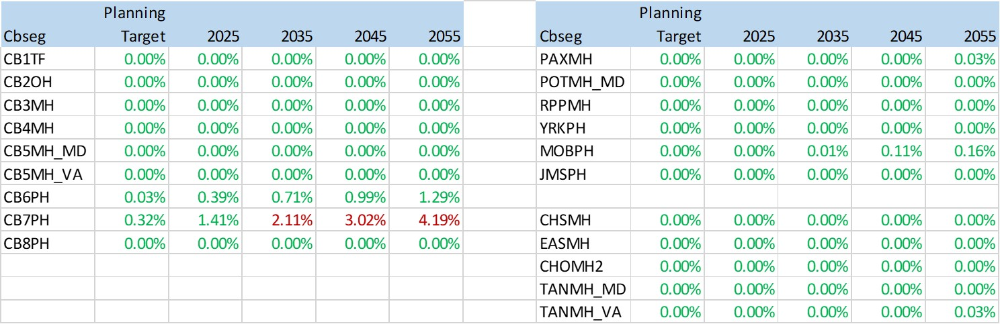 Planning Planning
Cbseg Target 2025 2035 2045 2055 Cbseg Target 2025 2035 2045 2055
CB1TF 0.00% 0.00% 0.00% 0.00% 0.00% PAXMH 0.00% 0.00% 0.00% 0.00% 0.03%
CB2OH 0.00% 0.00% 0.00% 0.00% 0.00% POTMH_MD 0.00% 0.00% 0.00% 0.00% 0.00%
CB3MH 0.00% 0.00% 0.00% 0.00% 0.00% RPPMH 0.00% 0.00% 0.00% 0.00% 0.00%
CB4MH 0.00% 0.00% 0.00% 0.00% 0.00% YRKPH 0.00% 0.00% 0.00% 0.00% 0.00%
CB5MH_MD 0.00% 0.00% 0.00% 0.00% 0.00% MOBPH 0.00% 0.00% 0.01% 0.11% 0.16%
CB5MH_VA 0.00% 0.00% 0.00% 0.00% 0.00% JMSPH 0.00% 0.00% 0.00% 0.00% 0.00%
CB6PH 0.03% 0.39% 0.71% 0.99% 1.29%
CB7PH 0.32% 1.41% 2.11% 3.02% 4.19% CHSMH 0.00% 0.00% 0.00% 0.00% 0.00%
CB8PH 0.00% 0.00% 0.00% 0.00% 0.00% EASMH 0.00% 0.00% 0.00% 0.00% 0.00%
CHOMH2 0.00% 0.00% 0.00% 0.00% 0.00%
TANMH_MD 0.00% 0.00% 0.00% 0.00% 0.00%
TANMH_VA 0.00% 0.00% 0.00% 0.00% 0.03%